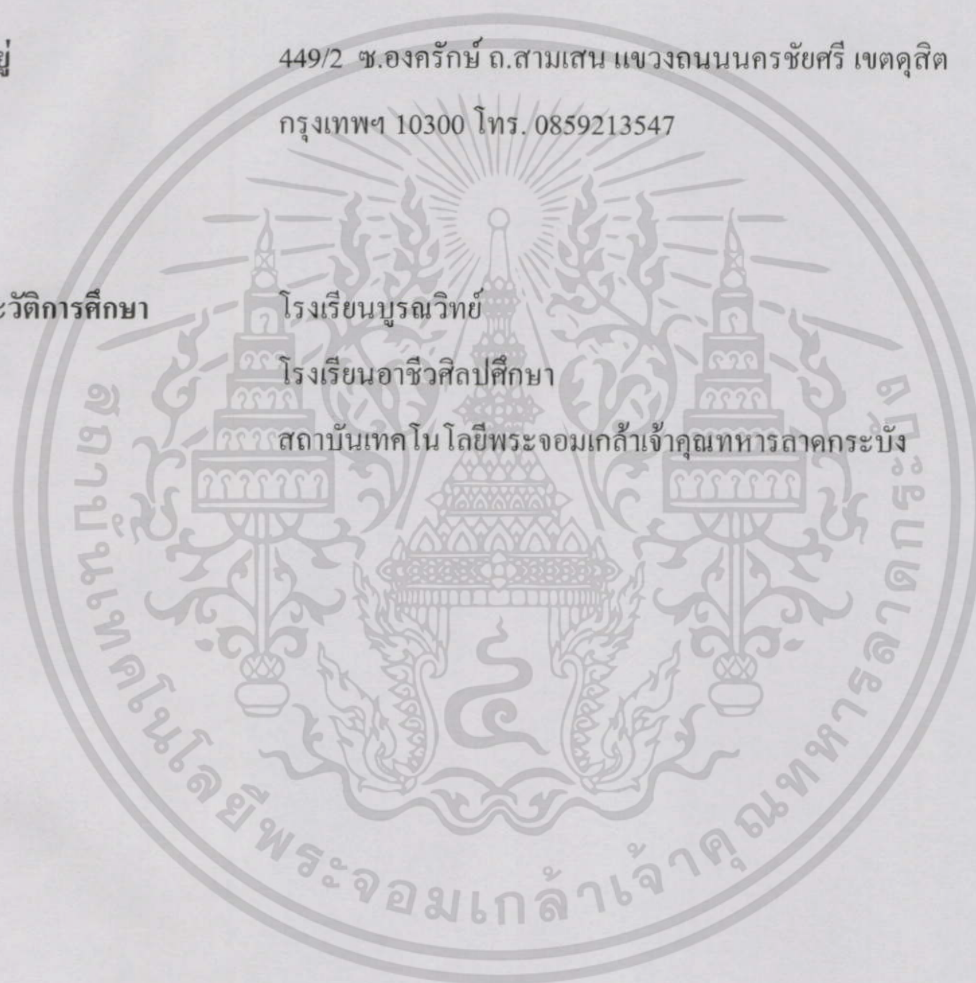 ยู่ 449/2 ซ.องครักษ์ ถ.สามเสน แขวงถนนนครชัยศรี เขตดุสิต
กรุงเทพฯ 10300 โทร. 0859213547
ะวัติการศึกษา โรงเรียนบูรณวิทย์
โรงเรียนอาชีวศิลปศึกษา
สถาบันเทคโนโลยีพระจอมเกล้าเจ้าคุณทหารลาดกระบัง
๔
สถาบันเทคโนโลยีพระจอมเกล้าเจ้าคุณทหารลาดกระบัง